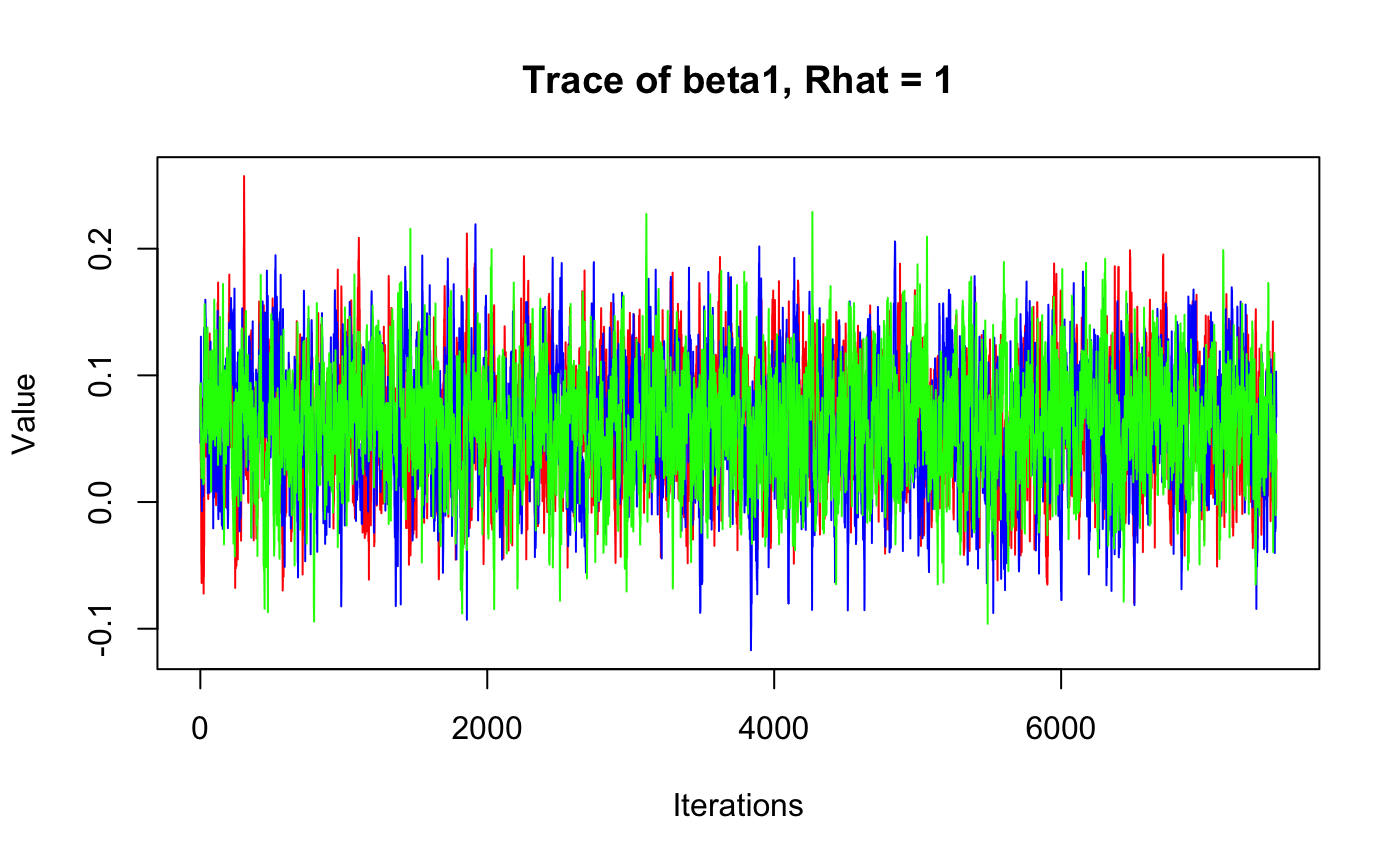 Trace of beta1, Rhat = 1
Value
0.2
0.1
0.0
-0.1
0
2000
4000
6000
Iterations